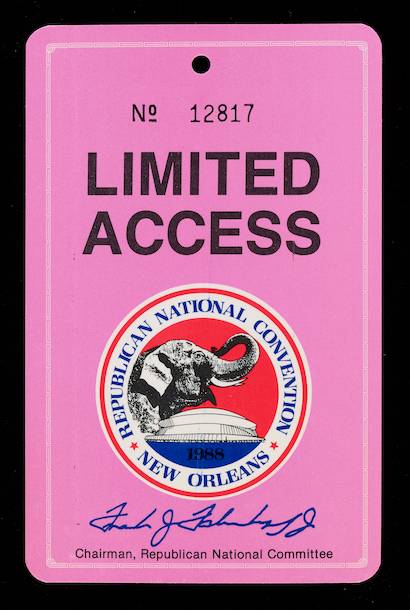 Nº 12817
LIMITED
ACCESS
REPUBLICAN NATIONAL CONVENTION
1988
NEW ORLEANS
Chairman, Republican National Committee